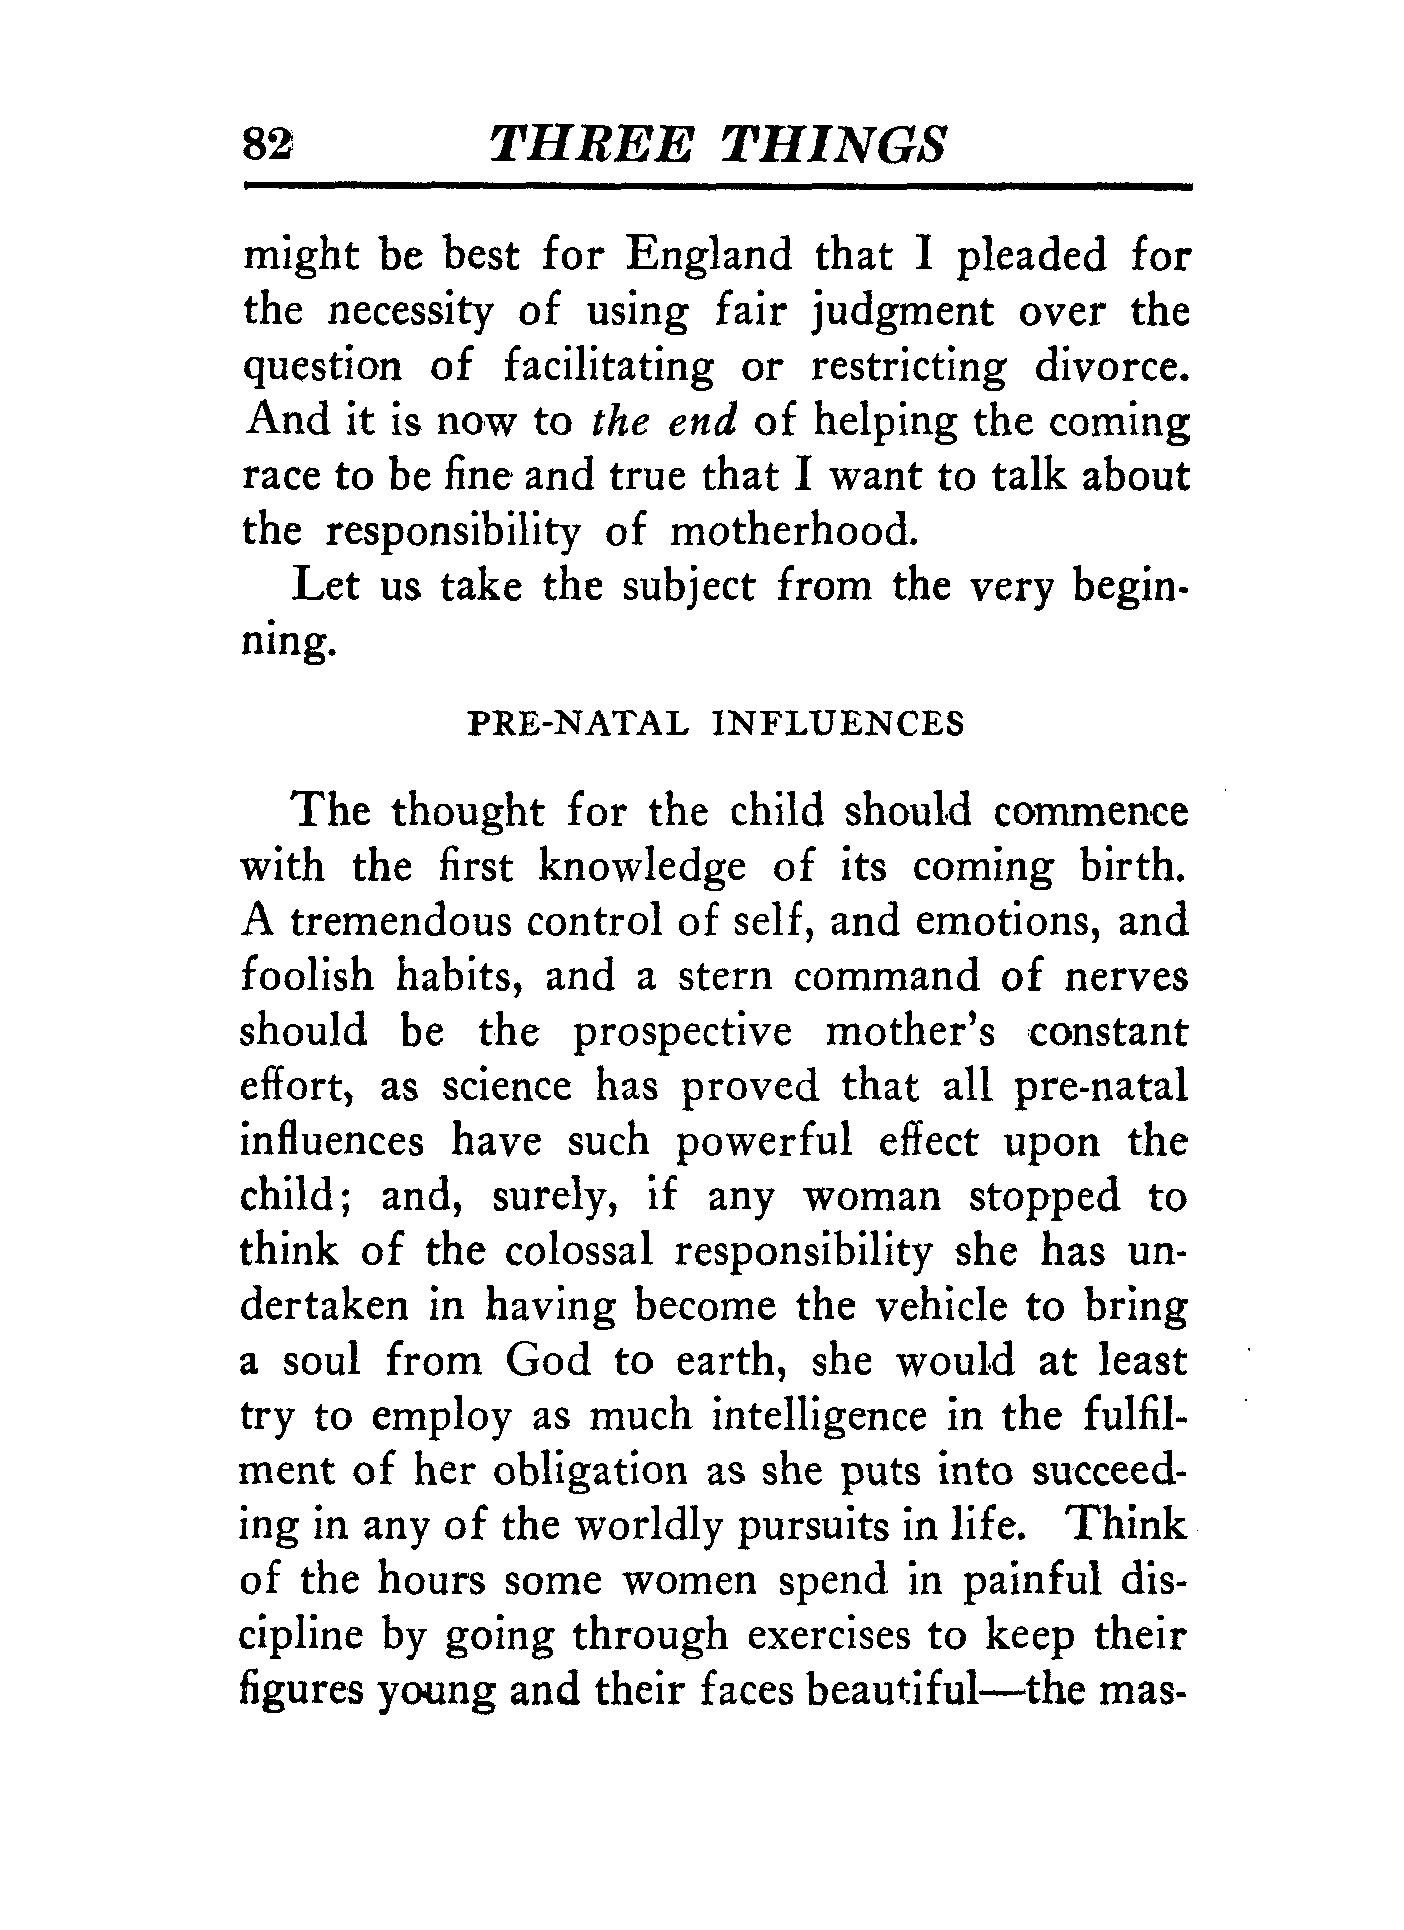 82 THREE THINGS
might be best for England that I pleaded for
the necessity of using fair judgment over the
question of facilitating or restricting divorce.
And it is now to the end of helping the coming
race to be fine and true that I want to talk about
the responsibility of motherhood.
Let us take the subject from the very begin-
ning.
PRE-NATAL INFLUENCES
The thought for the child should commence
with the first knowledge of its coming birth.
A tremendous control of self, and emotions, and
foolish habits, and a stern command of nerves
should be the prospective mother's constant
effort, as science has proved that all pre-natal
influences have such powerful effect upon the
child; and, surely, if any woman stopped to
think of the colossal responsibility she has un-
dertaken in having become the vehicle to bring
a soul from God to earth, she would at least
try to employ as much intelligence in the fulfil-
ment of her obligation as she puts into succeed-
ing in any of the worldly pursuits in life. Think
of the hours some women spend in painful dis-
cipline by going through exercises to keep their
figures young and their faces beautiful—the mas-